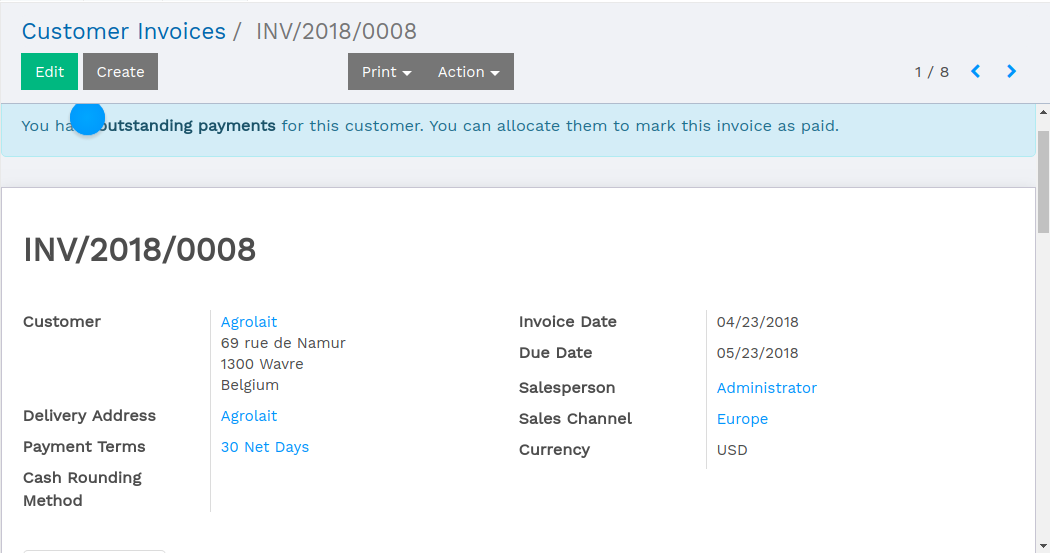 Customer Invoices / INV/2018/0008
Edit Create Print Action 1 / 8
You ha outstanding payments for this customer. You can allocate them to mark this invoice as paid.
INV/2018/0008
Customer Agrolait Invoice Date 04/23/2018
69 rue de Namur
Due Date 05/23/2018
1300 Wavre
Belgium Salesperson Administrator
Delivery Address Agrolait Sales Channel Europe
Payment Terms 30 Net Days Currency USD
Cash Rounding
Method